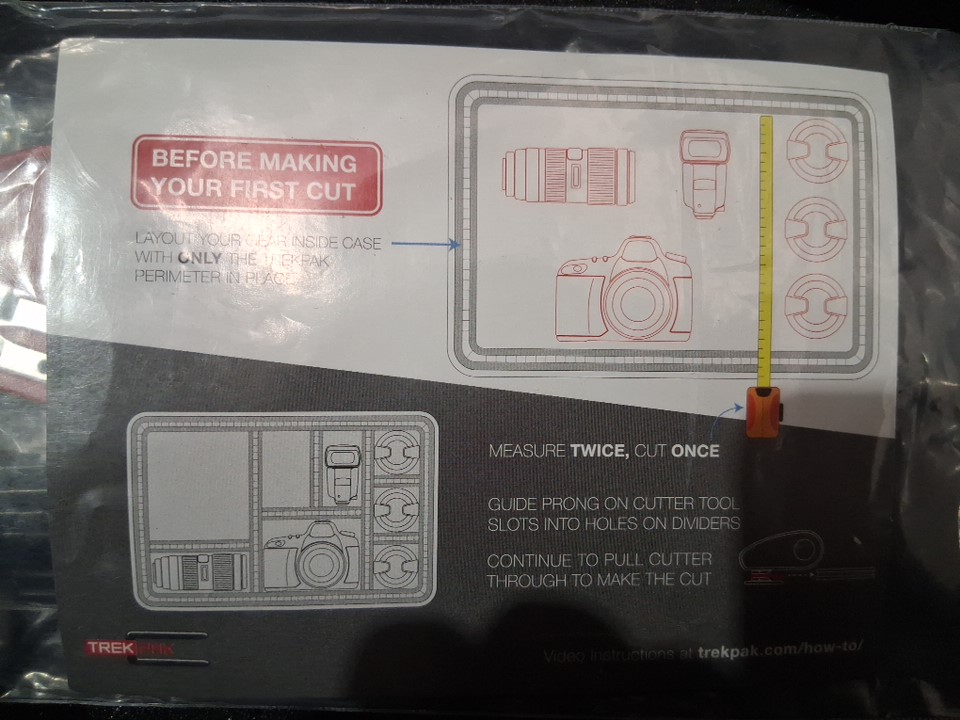 BEFORE MAKING
YOUR FIRST CUT
LAYOUT YOUR GEAR INSIDE CASE
WITH ONLY THE TREKPAK
PERIMETER IN PLACE
MEASURE TWICE, CUT ONCE
GUIDE PRONG ON CUTTER TOOL
SLOTS INTO HOLES ON DIVIDERS
CONTINUE TO PULL CUTTER
THROUGH TO MAKE THE CUT
TREKPAK
Video Instructions at trekpak.com/how-to/